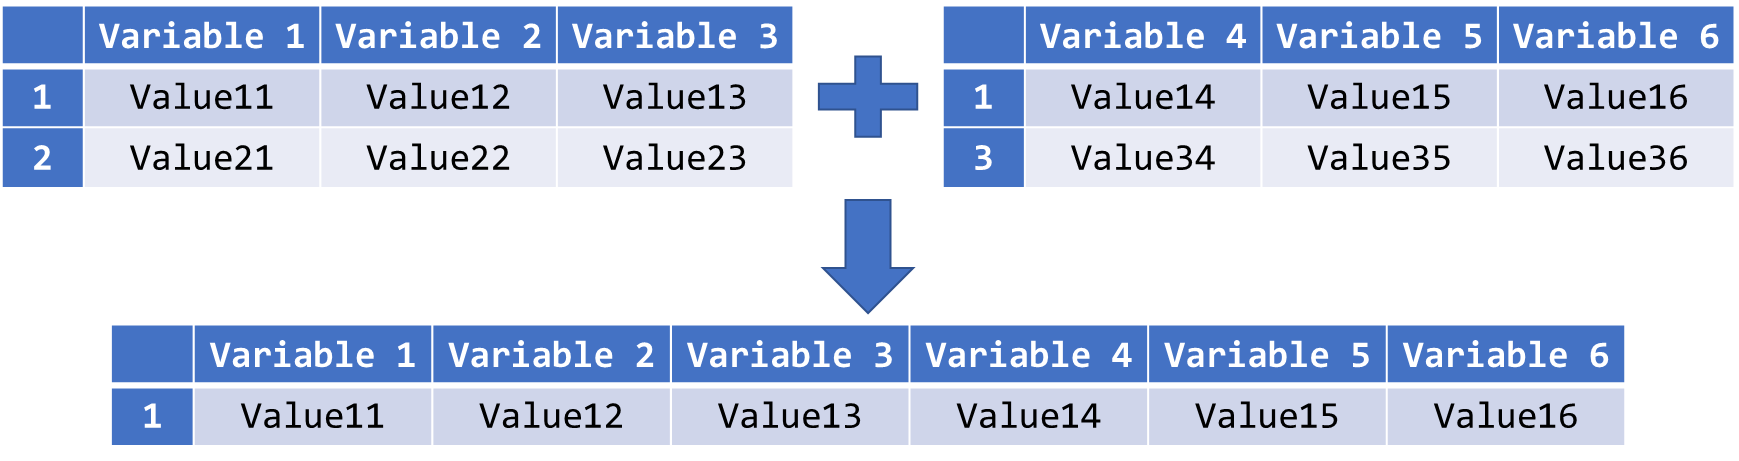 Variable 1 Variable 2 Variable 3
1 Value11 Value12 Value13
2 Value21 Value22 Value23
Variable 4 Variable 5 Variable 6
1 Value14 Value15 Value16
3 Value34 Value35 Value36
Variable 1 Variable 2 Variable 3 Variable 4 Variable 5 Variable 6
1 Value11 Value12 Value13 Value14 Value15 Value16